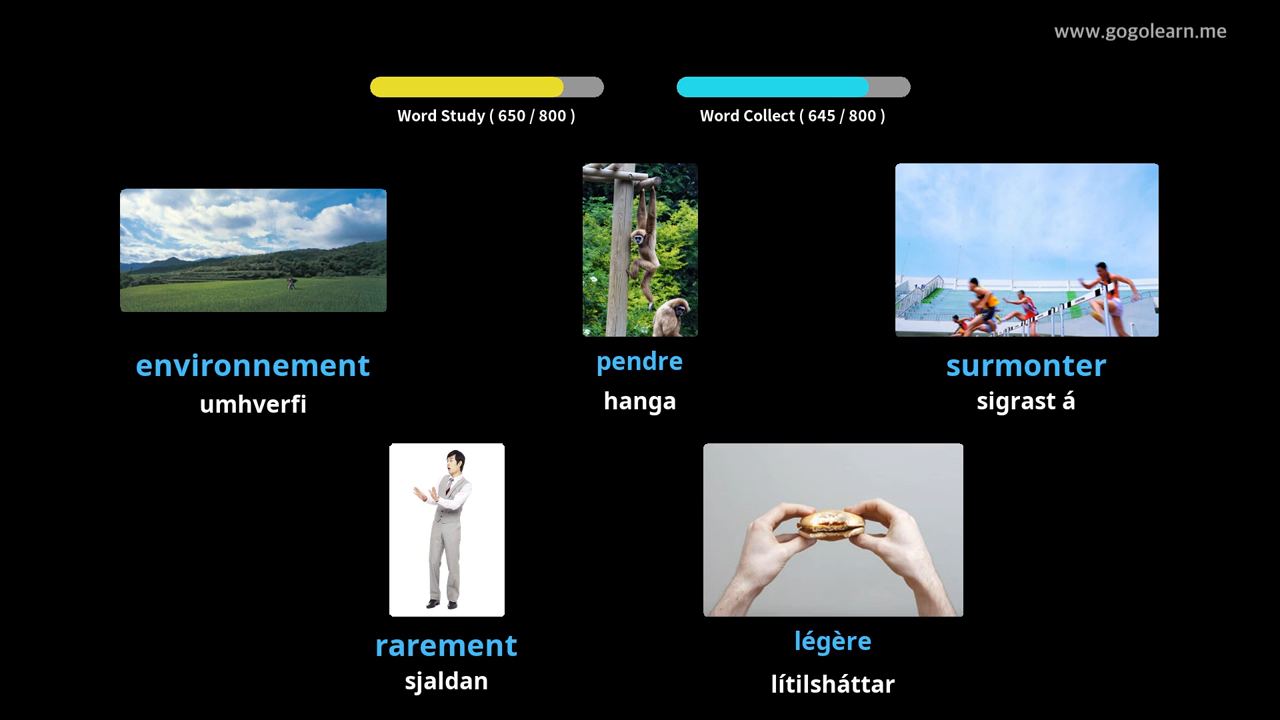 www.gogolearn.me
Word Study ( 650 / 800 )
Word Collect ( 645 / 800 )
environnement
umhverfi
pendre
hanga
surmonter
sigrast á
rarement
sjaldan
légère
lítilsháttar